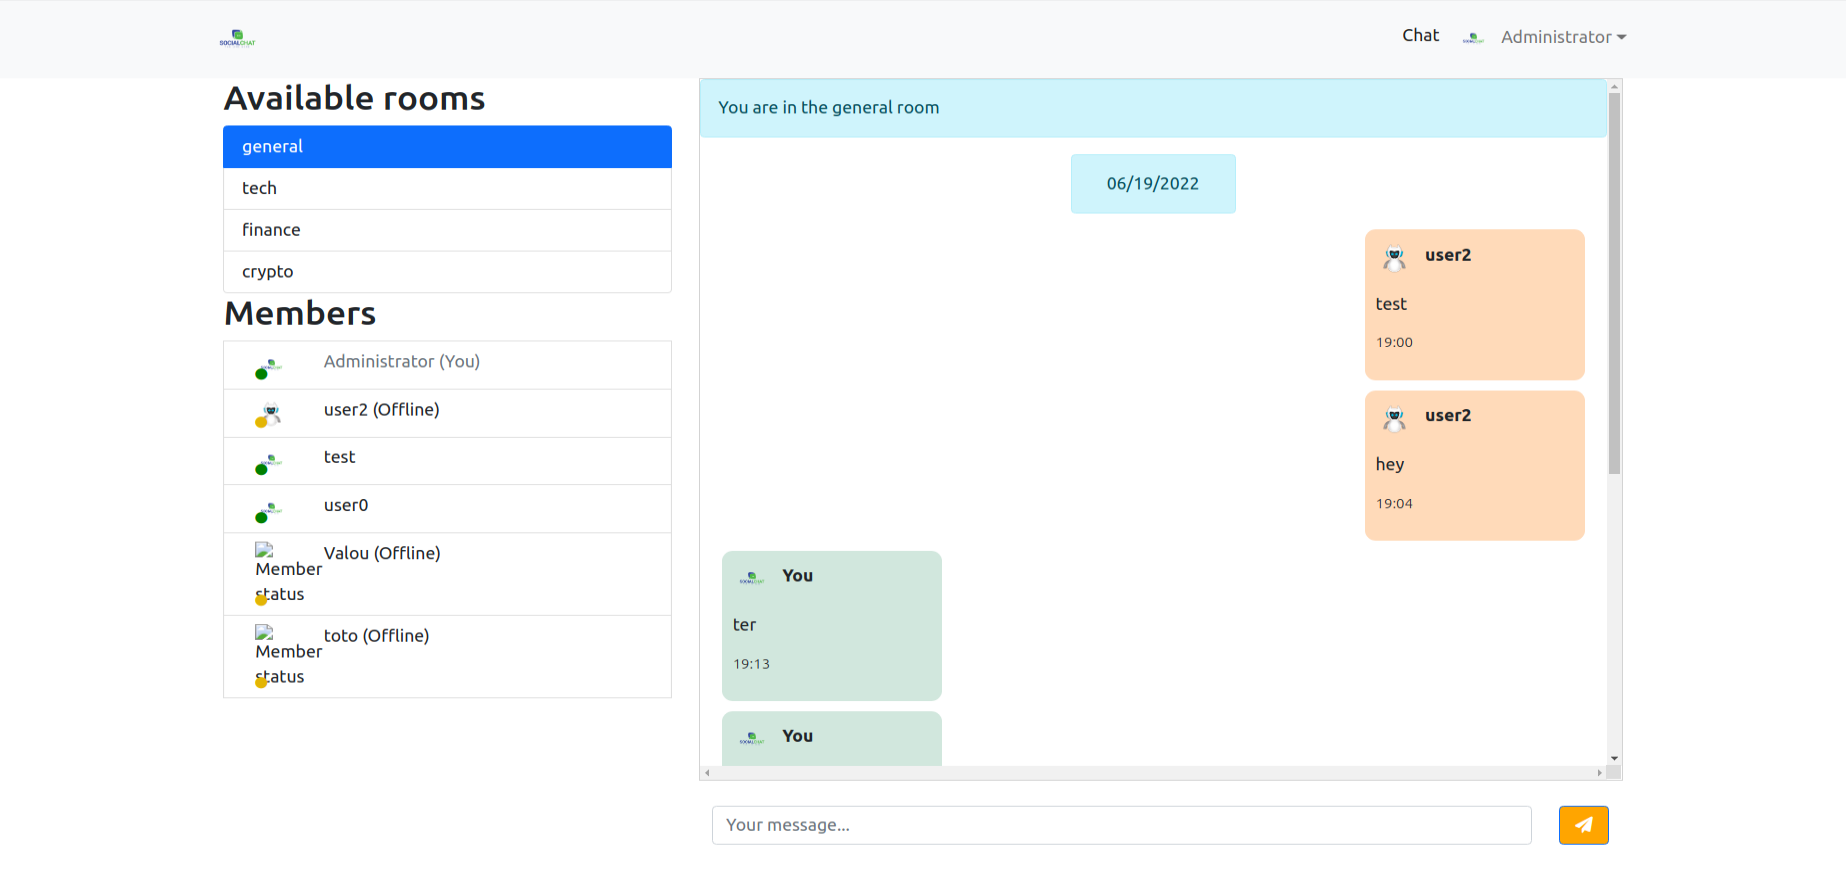 SOCIALCHAT
Chat
Administrator
Available rooms
general
tech
finance
crypto
Members
Administrator (You)
user2 (Offline)
test
user0
Member status
Valou (Offline)
Member status
toto (Offline)
You are in the general room
06/19/2022
user2
test
19:00
user2
hey
19:04
You
ter
19:13
You
Your message...